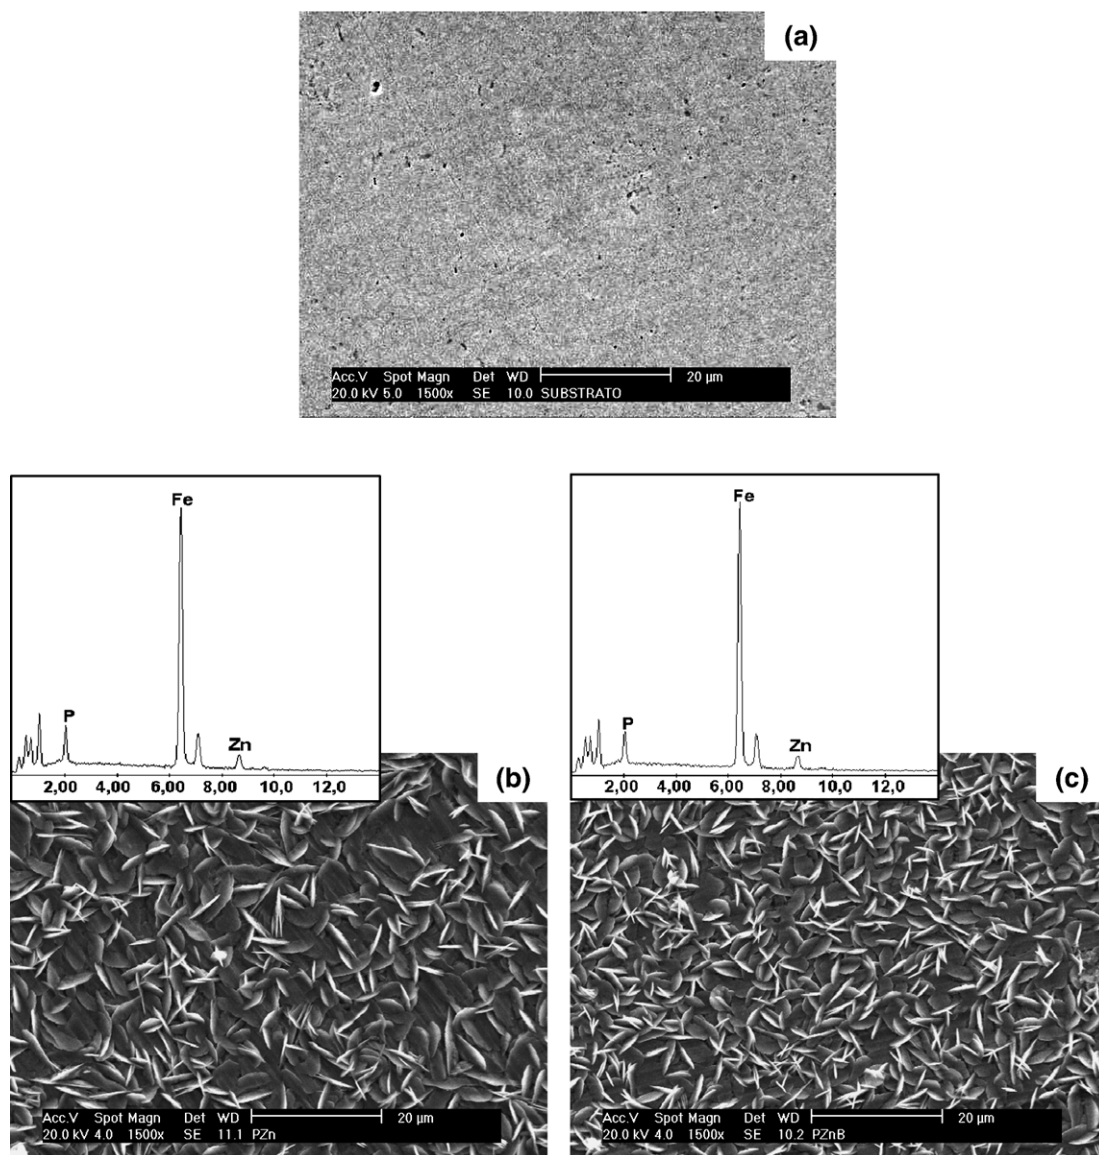 (a)
Acc.V Spot Magn Det WD 20 µm
20.0 kV 5.0 1500x SE 10.0 SUBSTRATO
Fe
P
Zn
2,00 4,00 6,00 8,00 10,0 12,0
(b)
Acc.V Spot Magn Det WD 20 µm
20.0 kV 4.0 1500x SE 11.1 PZn
Fe
P
Zn
2,00 4,00 6,00 8,00 10,0 12,0
(c)
Acc.V Spot Magn Det WD 20 µm
20.0 kV 4.0 1500x SE 10.2 PZnB